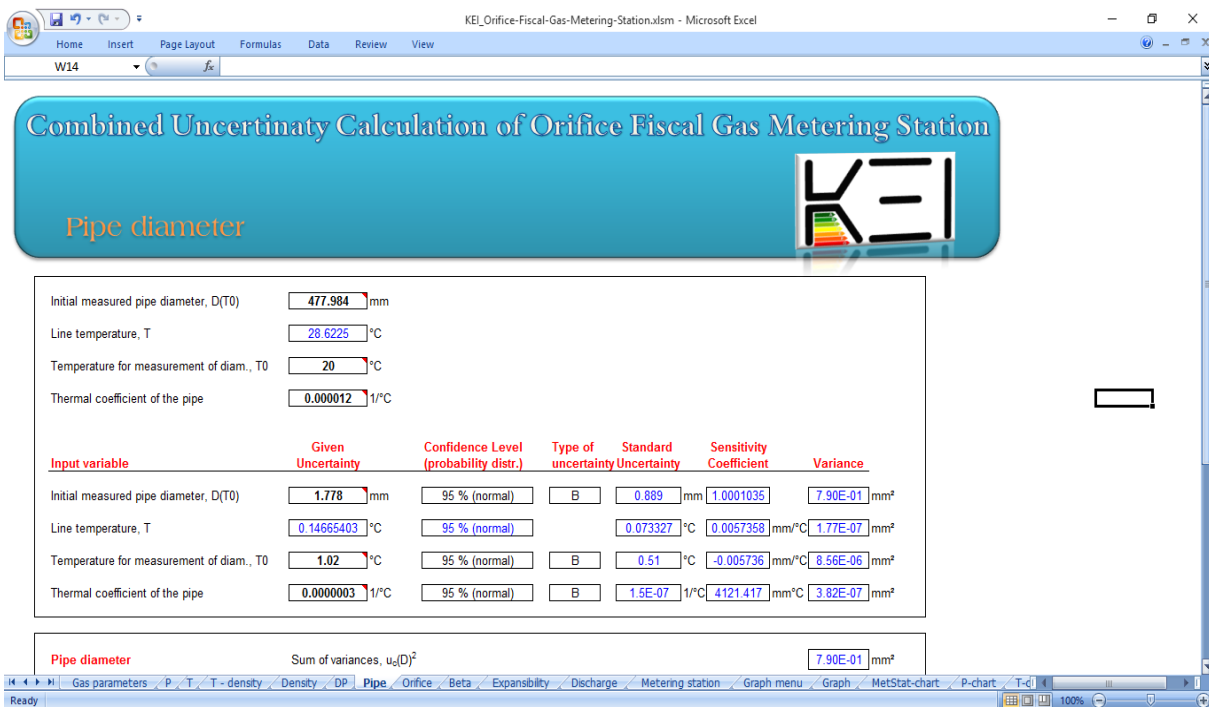 KEI_Orifice-Fiscal-Gas-Metering-Station.xlsm - Microsoft Excel
Home Insert Page Layout Formulas Data Review View
W14 fx
Combined Uncertinaty Calculation of Orifice Fiscal Gas Metering Station
KEI
Pipe diameter
Initial measured pipe diameter, D(T0) 477.984 mm
Line temperature, T 28.6225 °C
Temperature for measurement of diam., T0 20 °C
Thermal coefficient of the pipe 0.000012 1/°C
Given Confidence Level Type of Standard Sensitivity
Input variable Uncertainty (probability distr.) uncertainty Uncertainty Coefficient Variance
Initial measured pipe diameter, D(T0) 1.778 mm 95 % (normal) B 0.889 mm 1.0001035 7.90E-01 mm²
Line temperature, T 0.14665403 °C 95 % (normal) 0.073327 °C 0.0057358 mm/°C 1.77E-07 mm²
Temperature for measurement of diam., T0 1.02 °C 95 % (normal) B 0.51 °C -0.005736 mm/°C 8.56E-06 mm²
Thermal coefficient of the pipe 0.0000003 1/°C 95 % (normal) B 1.5E-07 1/°C 4121.417 mm°C 3.82E-07 mm²
Pipe diameter Sum of variances, uc(D)² 7.90E-01 mm²
Gas parameters P T T - density Density DP Pipe Orifice Beta Expansibility Discharge Metering station Graph menu Graph MetStat-chart P-chart T-cl
Ready 100%